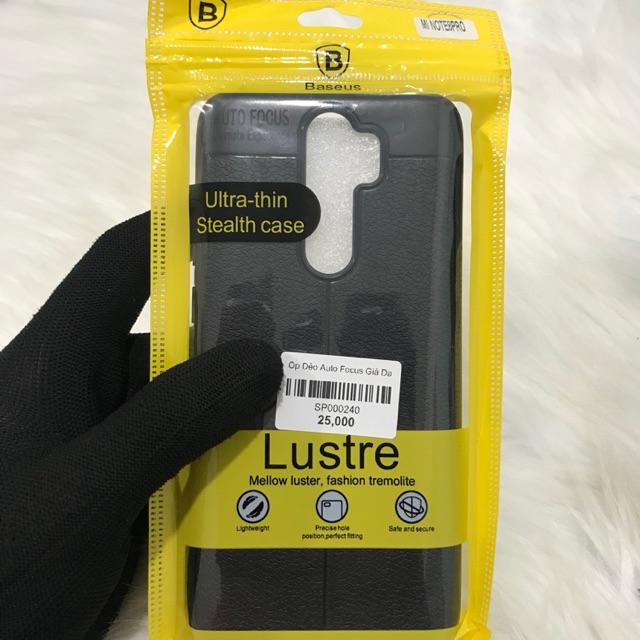 B
MI NOTE8PRO
B
Baseus
AUTO FOCUS
Ultra-thin
Stealth case
Ốp Dẻo Auto Focus Giả Da
SP000240
25,000
Lustre
Mellow luster, fashion tremolite
Lightweight
Precise hole
position,perfect fitting
Safe and secure